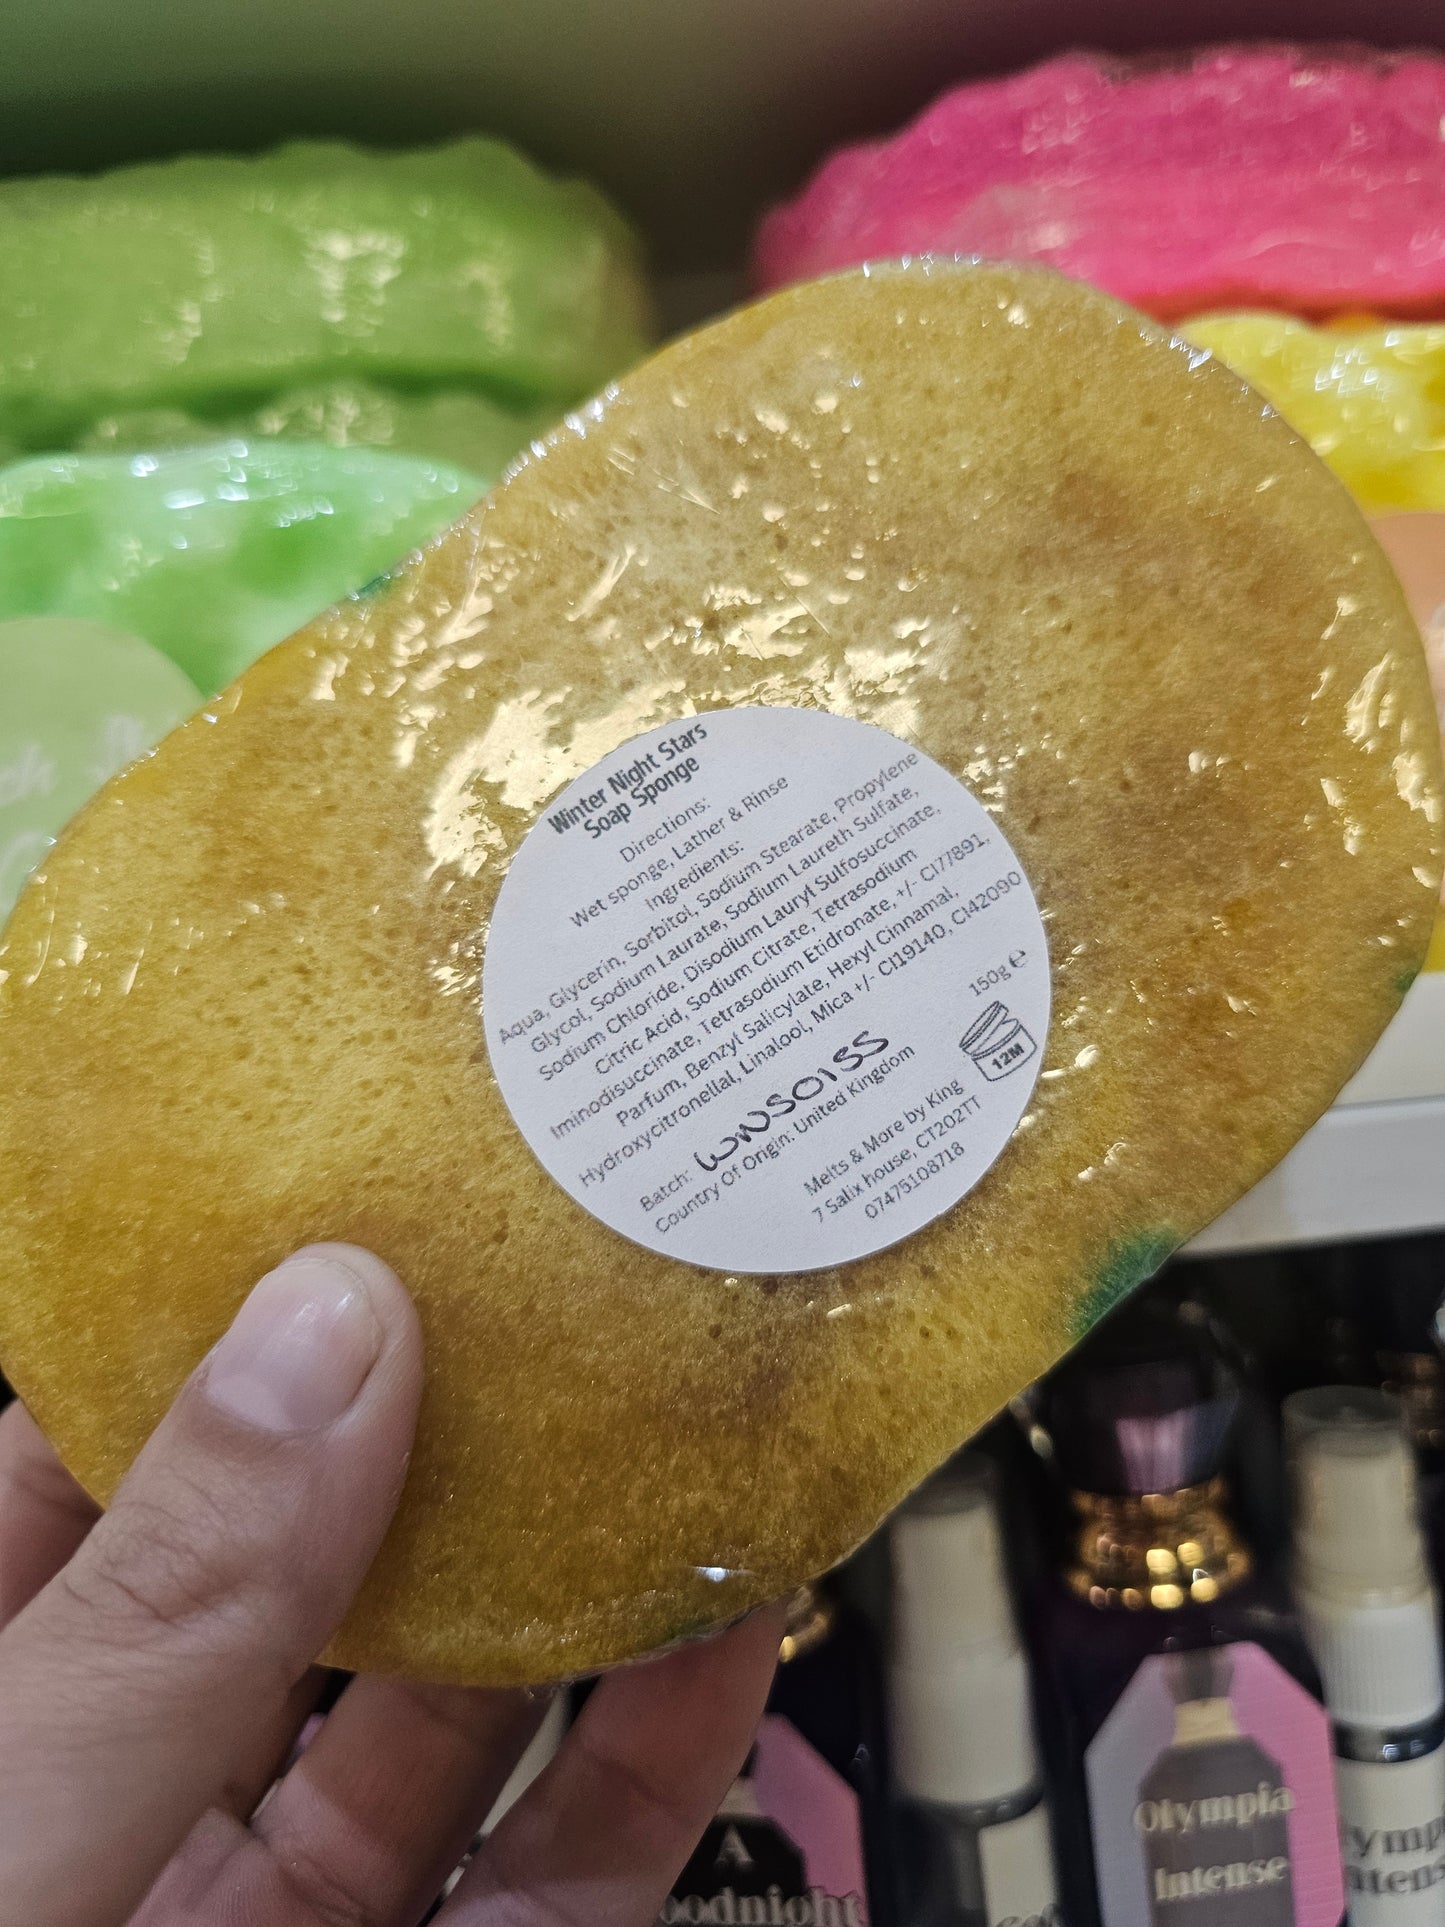 Winter Night Stars
Soap Sponge
Directions:
Wet sponge, Lather & Rinse
Ingredients:
Aqua, Glycerin, Sorbitol, Sodium Stearate, Propylene
Glycol, Sodium Laurate, Sodium Laureth Sulfate,
Sodium Chloride, Disodium Lauryl Sulfosuccinate,
Citric Acid, Sodium Citrate, Tetrasodium
Iminodisuccinate, Tetrasodium Etidronate, +/- CI77891,
Parfum, Benzyl Salicylate, Hexyl Cinnamal,
Hydroxycitronellal, Linalool, Mica +/- CI19140, CI42090
150g ℮
12M
Batch: WNSO1SS
Country Of Origin: United Kingdom
Melts & More by King
7 Salix house, CT202TT
07475108718
Olympia
Intense
A